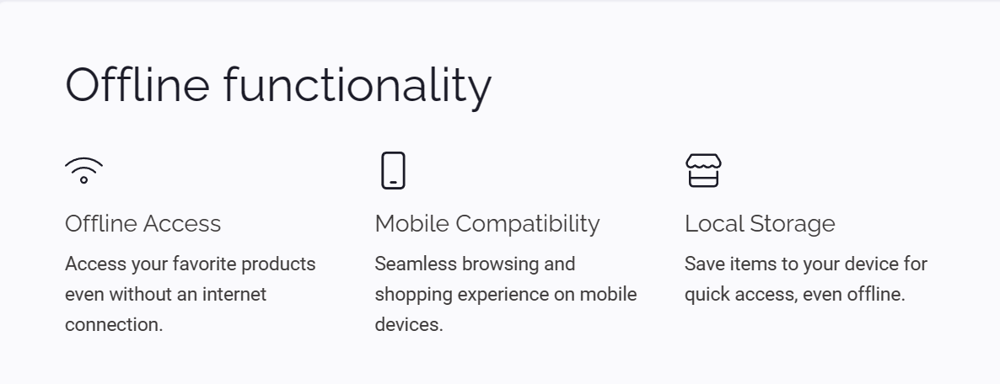 Offline functionality
Offline Access
Access your favorite products
even without an internet
connection.
Mobile Compatibility
Seamless browsing and
shopping experience on mobile
devices.
Local Storage
Save items to your device for
quick access, even offline.